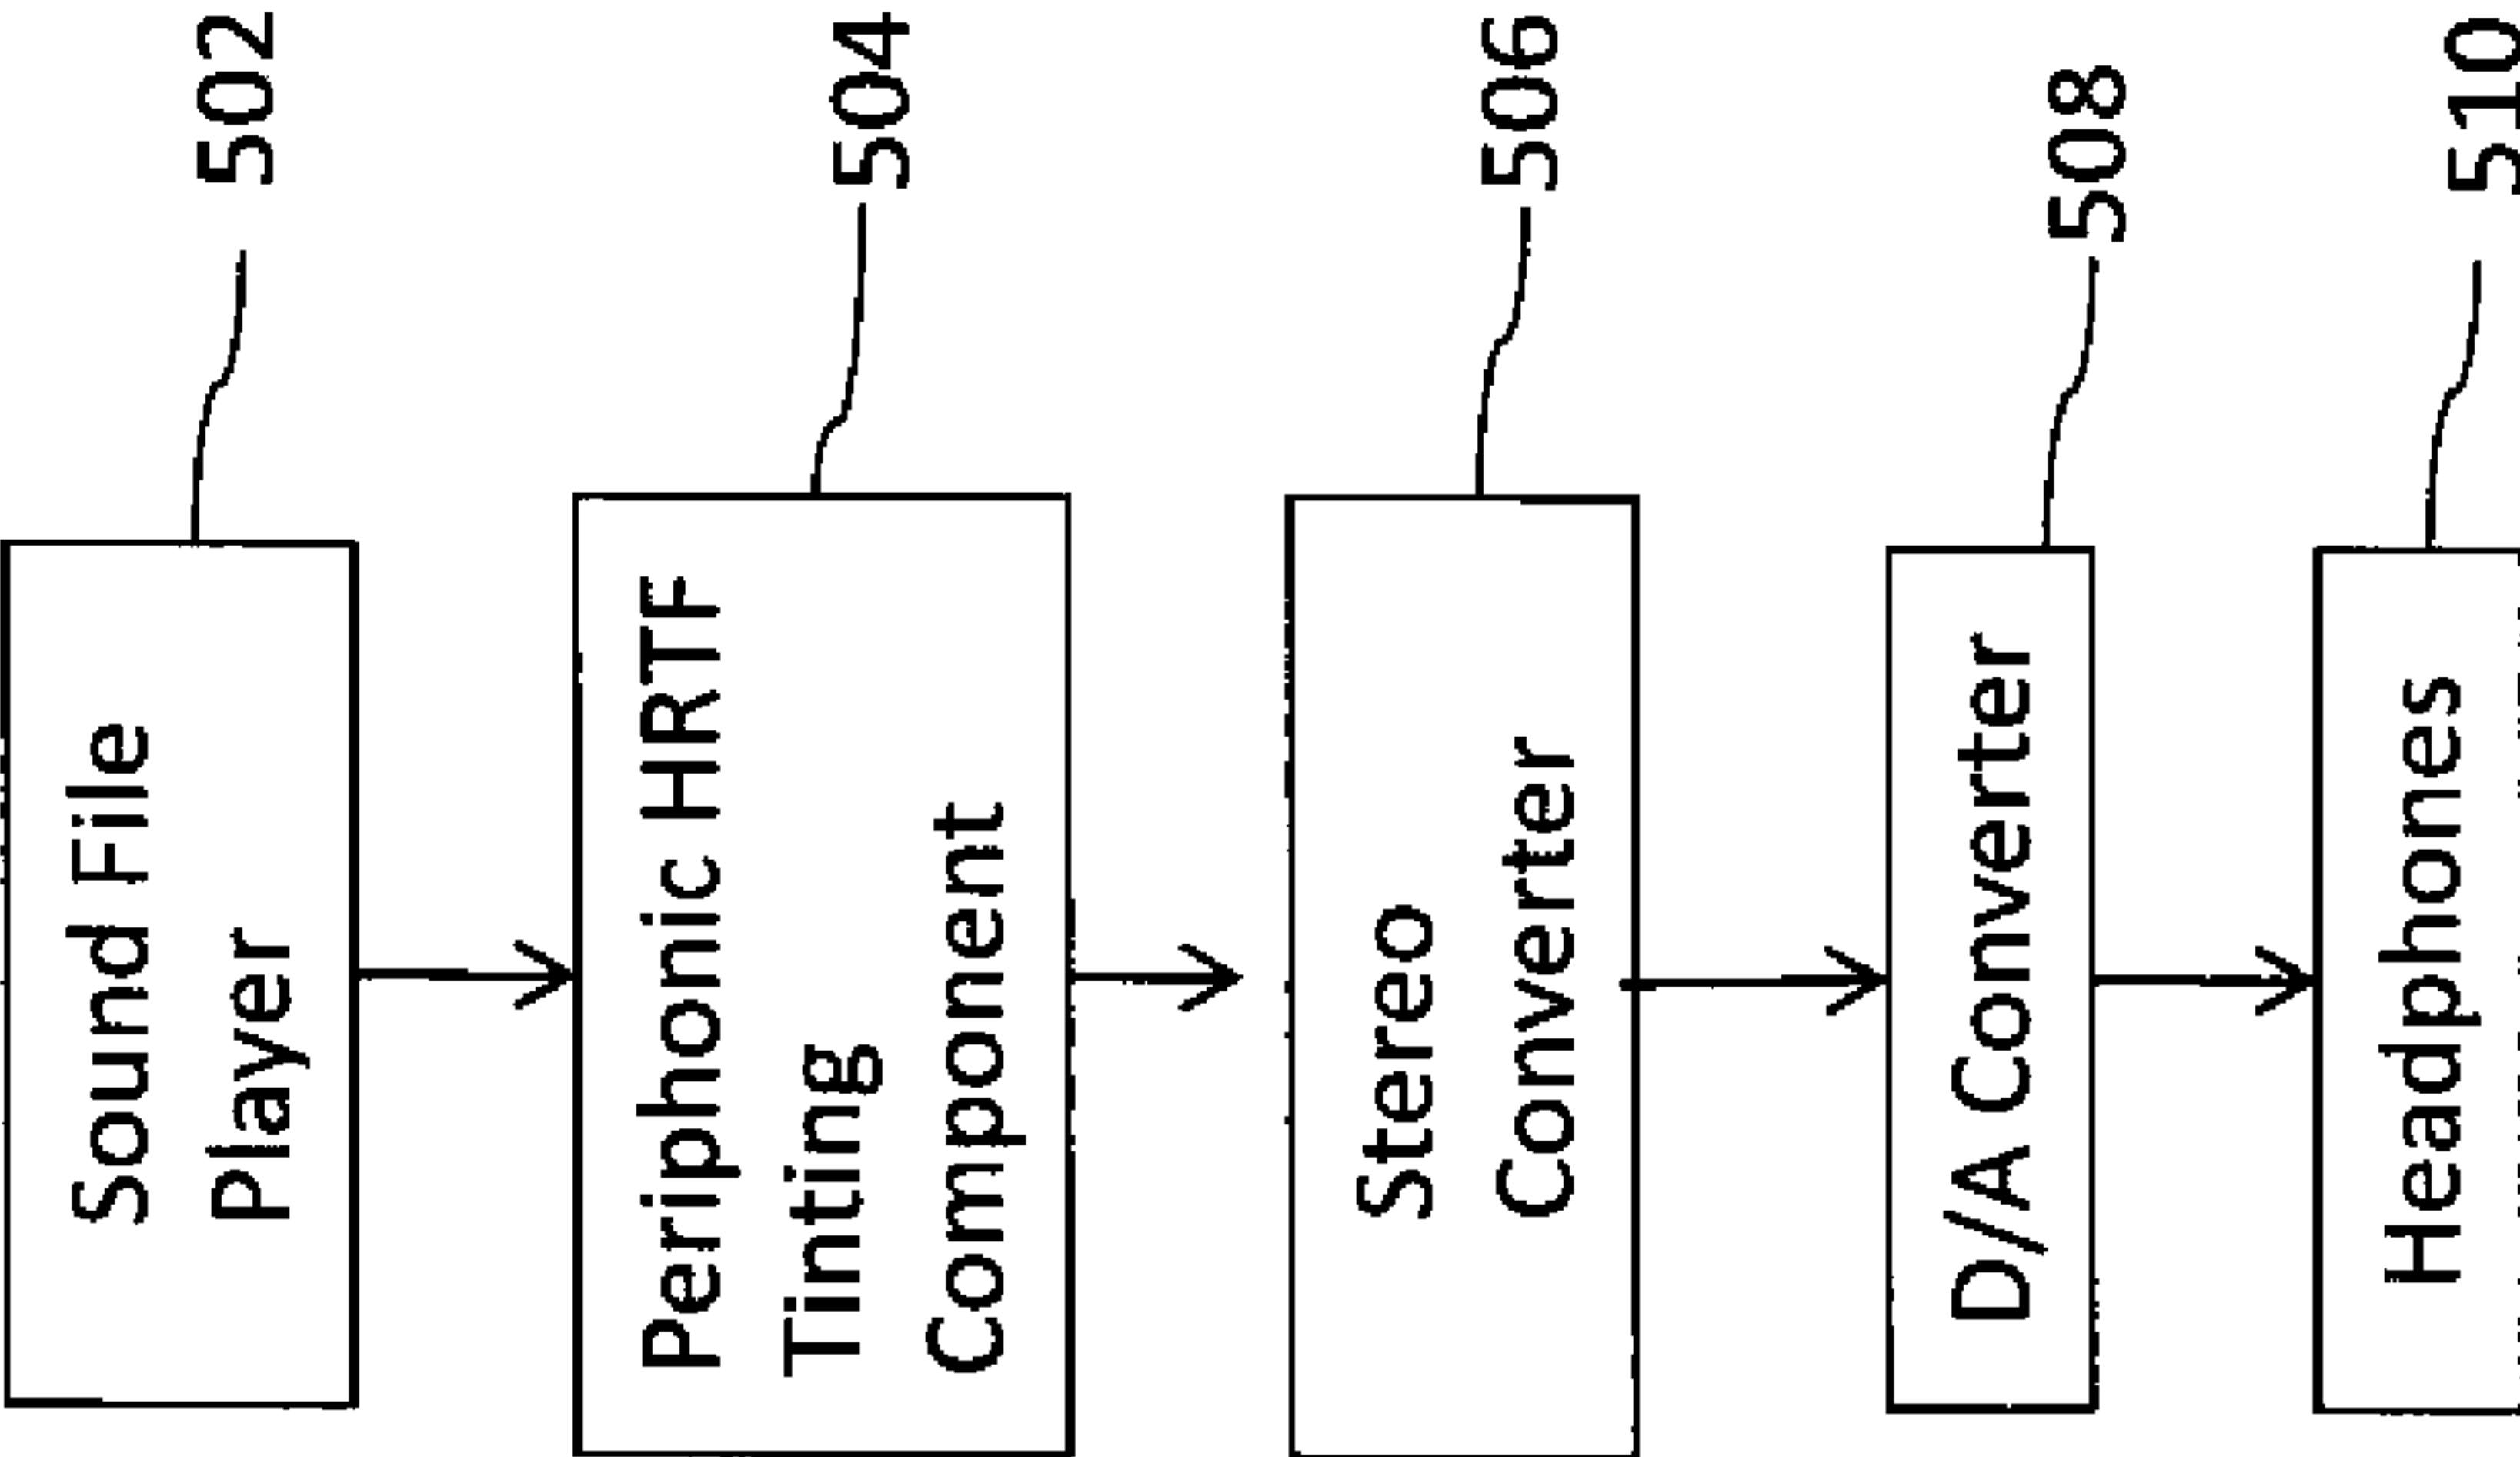 Sound File
Player
502
Periphonic HRTF
Tinting
Component
504
Stereo
Converter
506
D/A Converter
508
Headphones
510